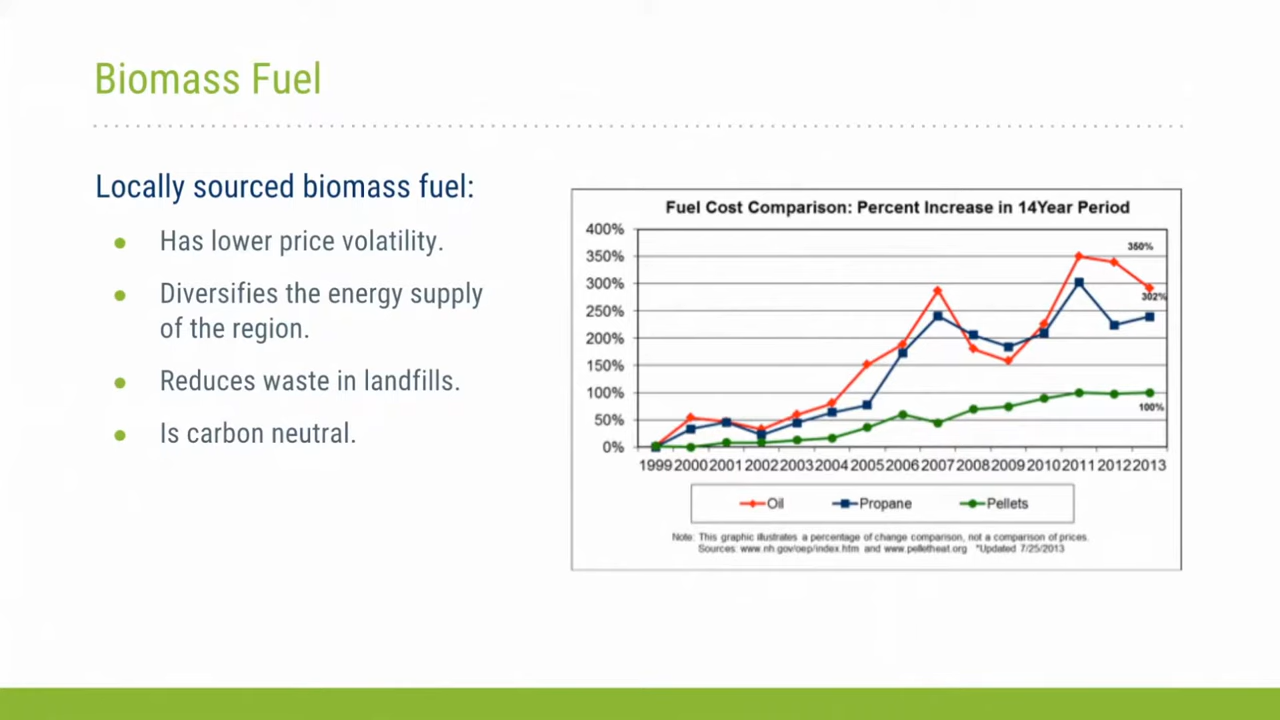 Biomass Fuel
Locally sourced biomass fuel:
● Has lower price volatility.
● Diversifies the energy supply
of the region.
● Reduces waste in landfills.
● Is carbon neutral.
Fuel Cost Comparison: Percent Increase in 14Year Period
400%
350%
300%
250%
200%
150%
100%
50%
0%
350%
302%
100%
1999 2000 2001 2002 2003 2004 2005 2006 2007 2008 2009 2010 2011 2012 2013
Oil Propane Pellets
Note: This graphic illustrates a percentage of change comparison, not a comparison of prices.
Sources: www.nh.gov/oep/index.htm and www.pelletheat.org *Updated 7/25/2013